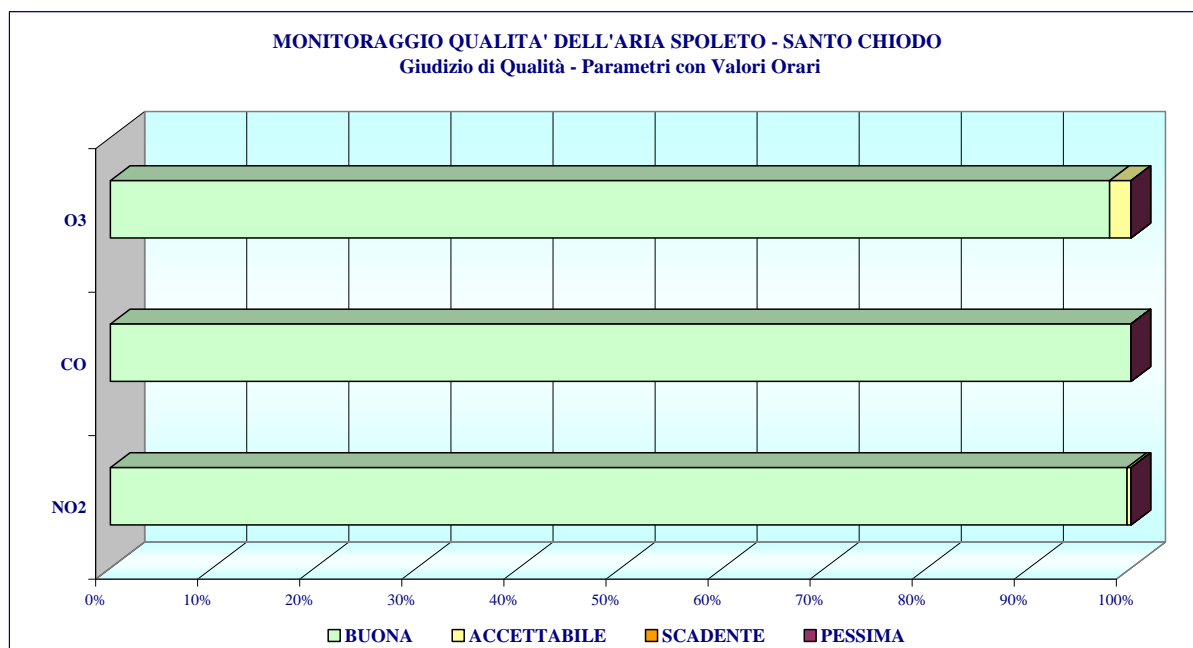 MONITORAGGIO QUALITA' DELL'ARIA SPOLETO - SANTO CHIODO
Giudizio di Qualità - Parametri con Valori Orari
O3
CO
NO2
0% 10% 20% 30% 40% 50% 60% 70% 80% 90% 100%
BUONA ACCETTABILE SCADENTE PESSIMA